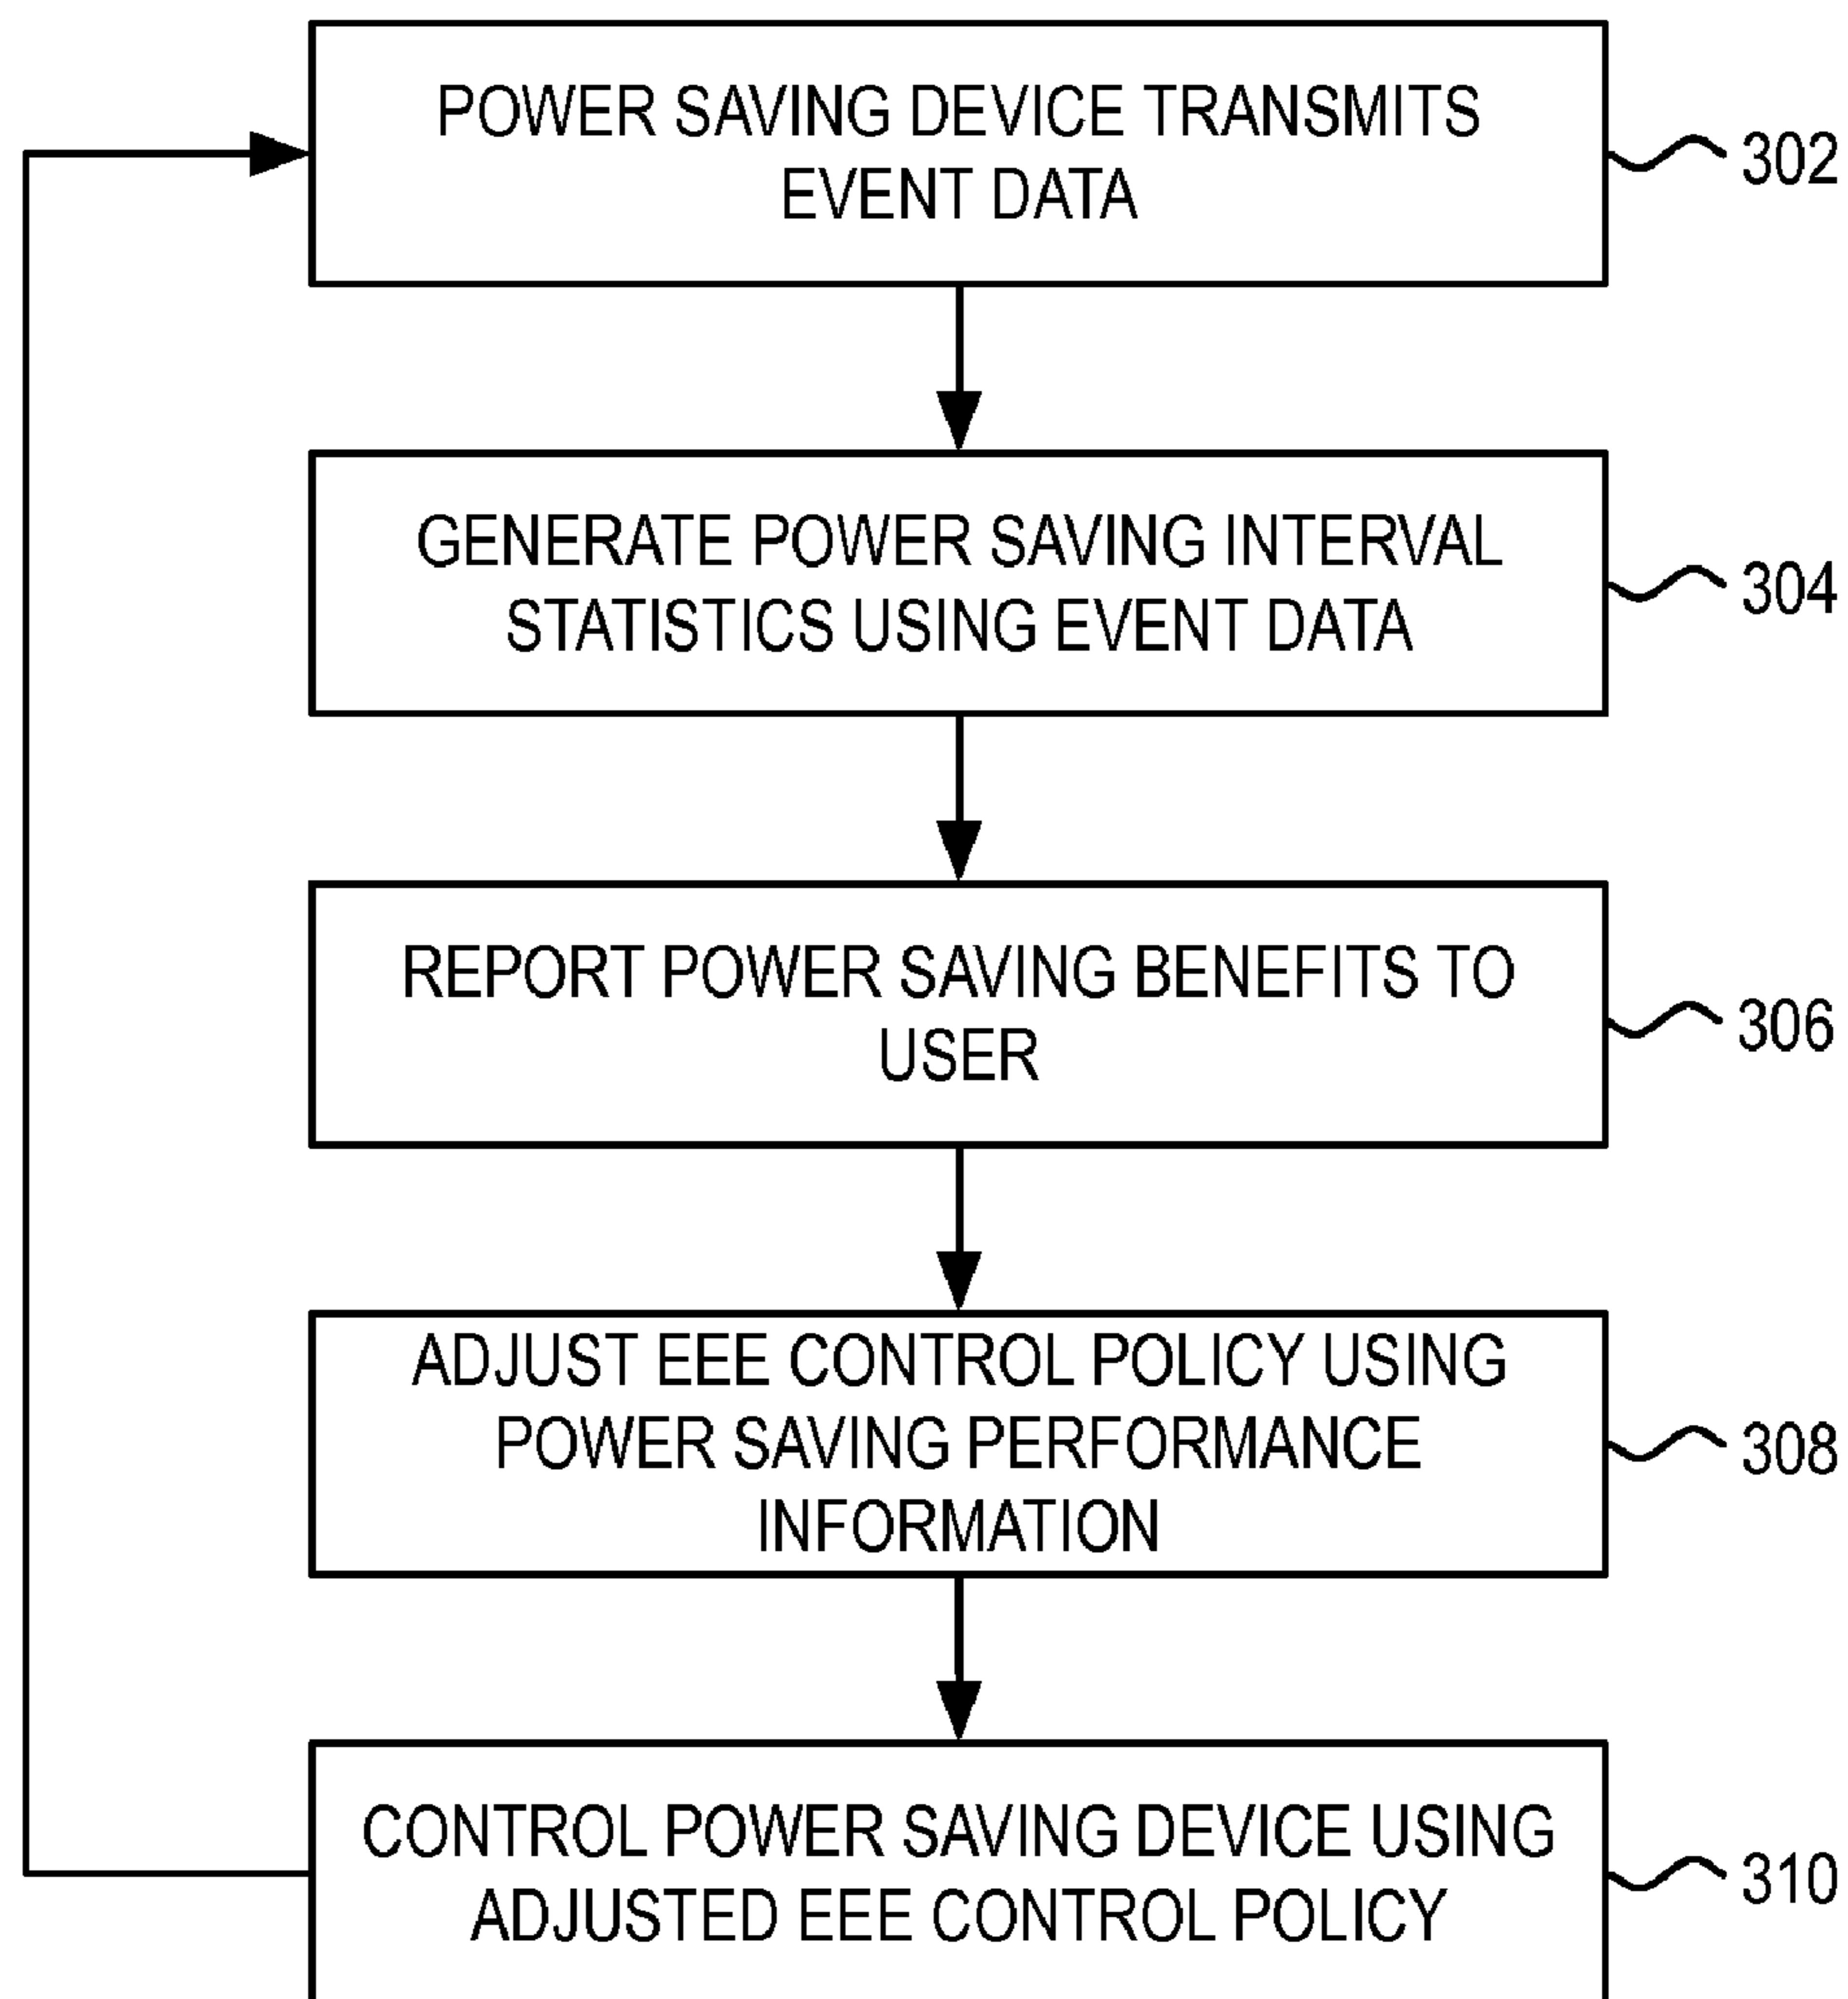 POWER SAVING DEVICE TRANSMITS
EVENT DATA
302
GENERATE POWER SAVING INTERVAL
STATISTICS USING EVENT DATA
304
REPORT POWER SAVING BENEFITS TO
USER
306
ADJUST EEE CONTROL POLICY USING
POWER SAVING PERFORMANCE
INFORMATION
308
CONTROL POWER SAVING DEVICE USING
ADJUSTED EEE CONTROL POLICY
310